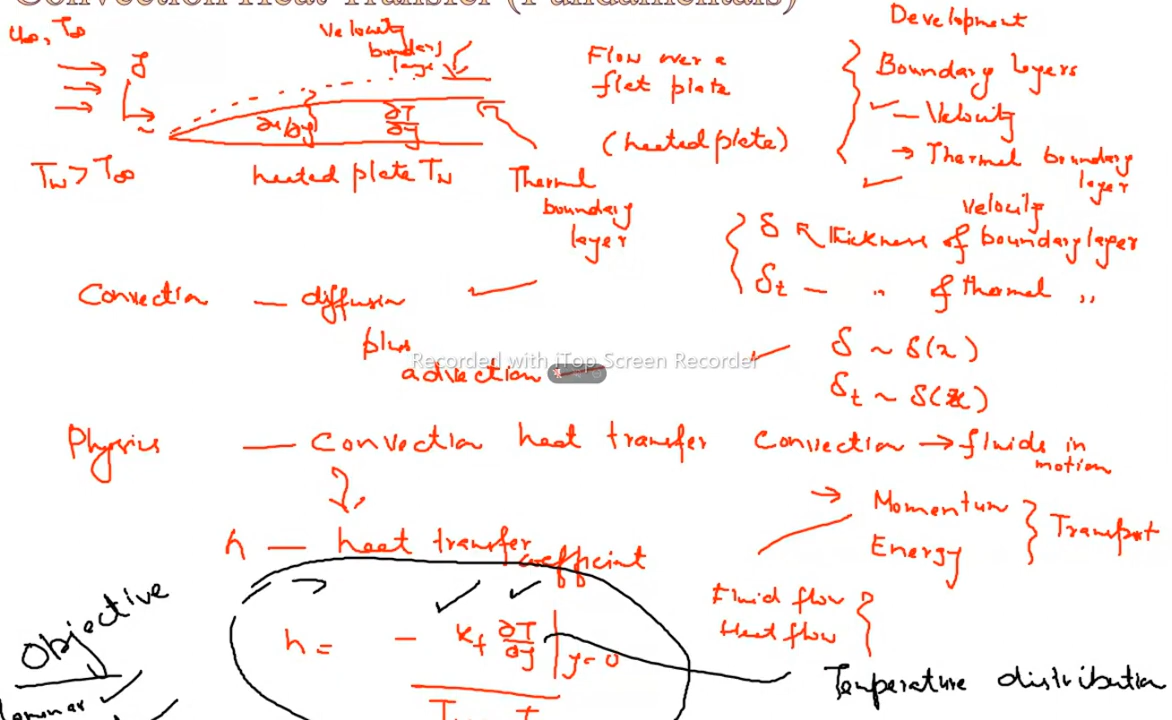 Convection Heat Transfer (Fundamentals)
u∞, T∞
y
Velocity
boundary
layer
∂u/∂y
∂T/∂y
Tw > T∞
heated plate Tw
Thermal
boundary
layer
Flow over a
flat plate
(heated plate)
Development
Boundary layers
— Velocity
→ Thermal boundary
layer
velocity
δ thickness of boundary layer
δt — " of thermal "
Convection — diffusion
plus
advection
δ ~ δ(x)
δt ~ δ(x)
Recorded with iTop Screen Recorder
Physics — Convection heat transfer
Convection → fluids in
motion
→ Momentum
Energy
Transport
h — heat transfer
coefficient
Fluid flow
Heat flow
Objective
laminar
h = - kf ∂T/∂y | y=0
Temperature distribution